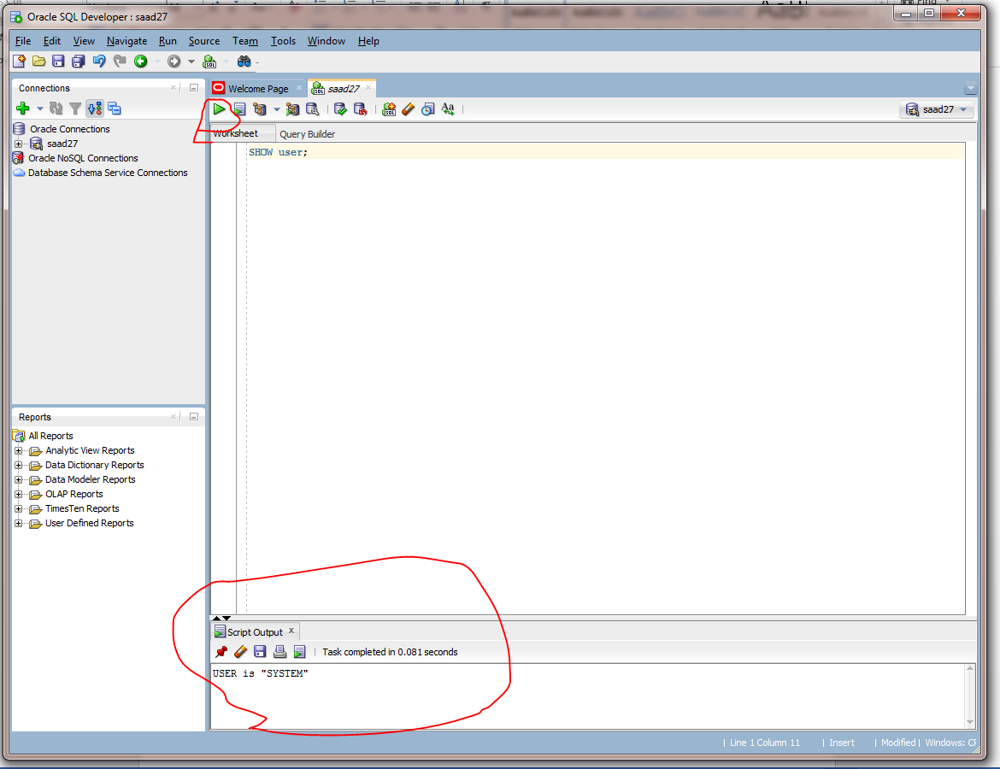 Oracle SQL Developer : saad27
File Edit View Navigate Run Source Team Tools Window Help
Connections
Welcome Page
saad27
saad27
Worksheet Query Builder
Oracle Connections
saad27
Oracle NoSQL Connections
Database Schema Service Connections
SHOW user;
Reports
All Reports
Analytic View Reports
Data Dictionary Reports
Data Modeler Reports
OLAP Reports
TimesTen Reports
User Defined Reports
Script Output
Task completed in 0.081 seconds
USER is "SYSTEM"
| Line 1 Column 11 | Insert | Modified | Windows: CR